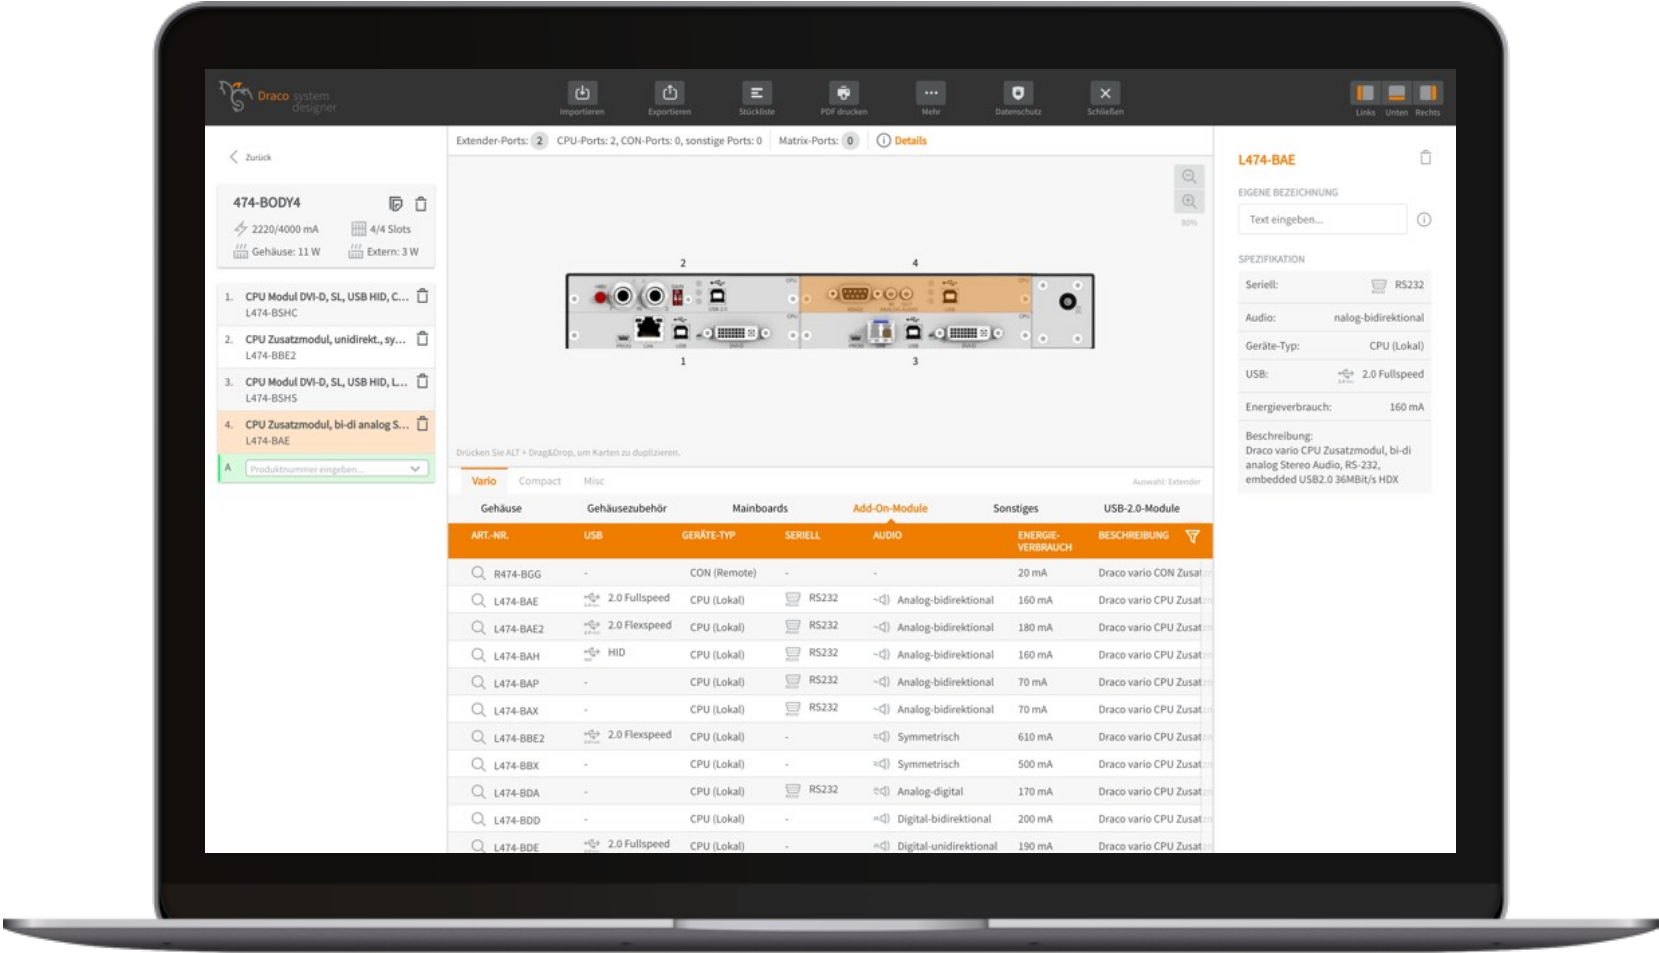 Draco system
designer
Importieren
Exportieren
Stückliste
PDF drucken
Mehr
Datenschutz
Schließen
Links Unten Rechts
Zurück
474-BODY4
2220/4000 mA 4/4 Slots
Gehäuse: 11 W Extern: 3 W
1. CPU Modul DVI-D, SL, USB HID, C...
L474-BSHC
2. CPU Zusatzmodul, unidirekt., sy...
L474-BBE2
3. CPU Modul DVI-D, SL, USB HID, L...
L474-BSHS
4. CPU Zusatzmodul, bi-di analog S...
L474-BAE
A Produktnummer eingeben...
Extender-Ports: 2 CPU-Ports: 2, CON-Ports: 0, sonstige Ports: 0 Matrix-Ports: 0 Details
80%
2 4
1 3
Drücken Sie ALT + Drag&Drop, um Karten zu duplizieren.
Vario Compact Misc Auswahl: Extender
Gehäuse Gehäusezubehör Mainboards Add-On-Module Sonstiges USB-2.0-Module
ART.-NR. USB GERÄTE-TYP SERIELL AUDIO ENERGIE-VERBRAUCH BESCHREIBUNG
R474-BGG - CON (Remote) - - 20 mA Draco vario CON Zusatz
L474-BAE 2.0 Fullspeed CPU (Lokal) RS232 Analog-bidirektional 160 mA Draco vario CPU Zusatz
L474-BAE2 2.0 Flexspeed CPU (Lokal) RS232 Analog-bidirektional 180 mA Draco vario CPU Zusatz
L474-BAH HID CPU (Lokal) RS232 Analog-bidirektional 160 mA Draco vario CPU Zusatz
L474-BAP - CPU (Lokal) RS232 Analog-bidirektional 70 mA Draco vario CPU Zusatz
L474-BAX - CPU (Lokal) RS232 Analog-bidirektional 70 mA Draco vario CPU Zusatz
L474-BBE2 2.0 Flexspeed CPU (Lokal) - Symmetrisch 610 mA Draco vario CPU Zusatz
L474-BBX - CPU (Lokal) - Symmetrisch 500 mA Draco vario CPU Zusatz
L474-BDA - CPU (Lokal) RS232 Analog-digital 170 mA Draco vario CPU Zusatz
L474-BDD - CPU (Lokal) - Digital-bidirektional 200 mA Draco vario CPU Zusatz
L474-BDE 2.0 Fullspeed CPU (Lokal) - Digital-unidirektional 190 mA Draco vario CPU Zusatz
L474-BAE
EIGENE BEZEICHNUNG
Text eingeben...
SPEZIFIKATION
Seriell: RS232
Audio: nalog-bidirektional
Geräte-Typ: CPU (Lokal)
USB: 2.0 Fullspeed
Energieverbrauch: 160 mA
Beschreibung:
Draco vario CPU Zusatzmodul, bi-di
analog Stereo Audio, RS-232,
embedded USB2.0 36MBit/s HDX